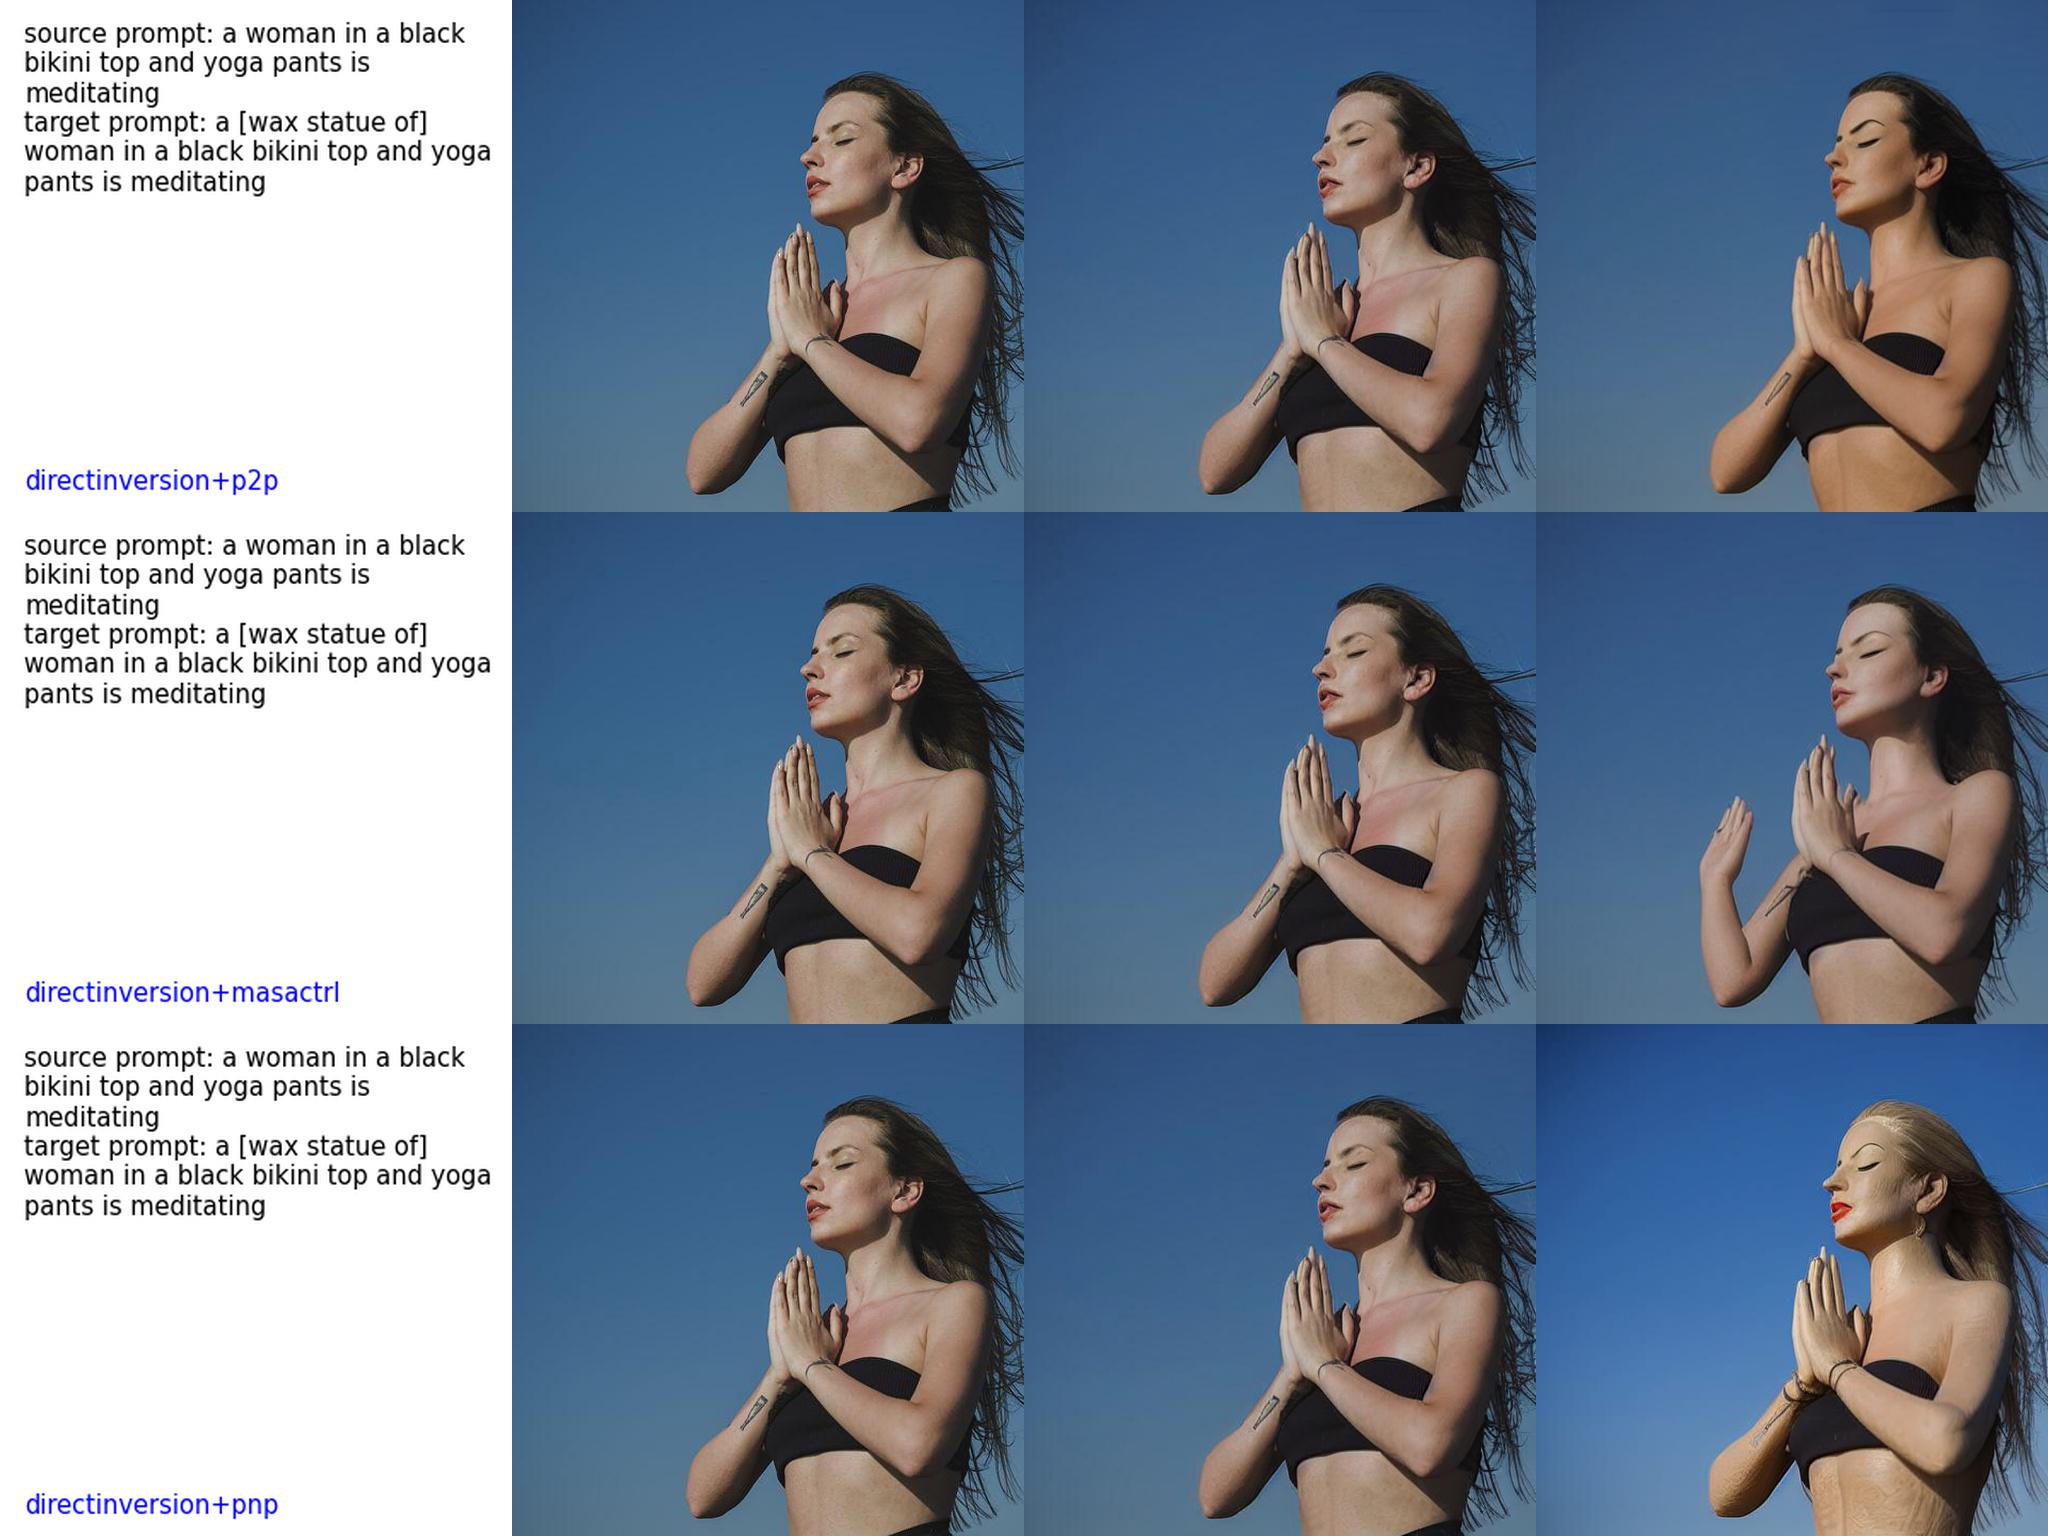 source prompt: a woman in a black
bikini top and yoga pants is
meditating
target prompt: a [wax statue of]
woman in a black bikini top and yoga
pants is meditating
directinversion+p2p
source prompt: a woman in a black
bikini top and yoga pants is
meditating
target prompt: a [wax statue of]
woman in a black bikini top and yoga
pants is meditating
directinversion+masactrl
source prompt: a woman in a black
bikini top and yoga pants is
meditating
target prompt: a [wax statue of]
woman in a black bikini top and yoga
pants is meditating
directinversion+pnp